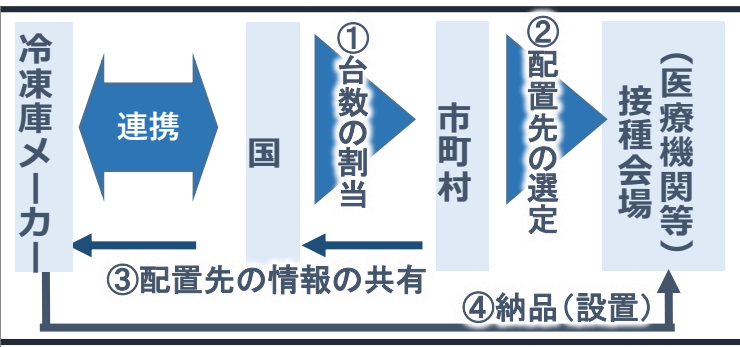 冷凍庫メーカー
連携
国
①台数の割当
市町村
②配置先の選定
接種会場
（医療機関等）
③配置先の情報の共有
④納品（設置）